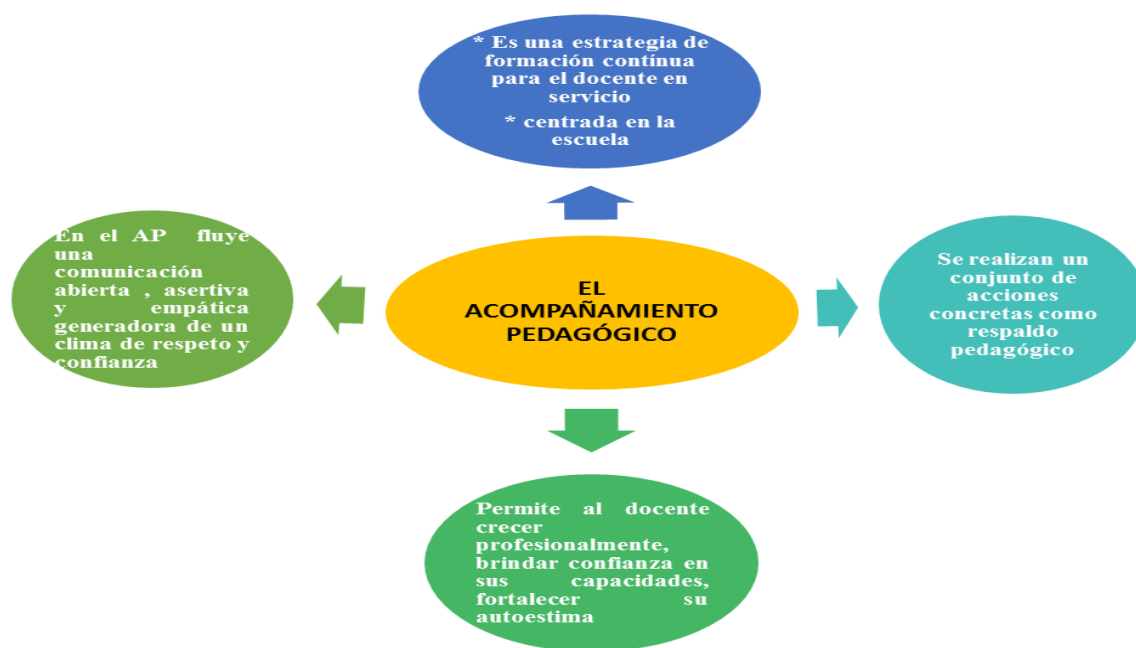 * Es una estrategia de
formación contínua
para el docente en
servicio
* centrada en la
escuela
En el AP fluye
una
comunicación
abierta , asertiva
y empática
generadora de un
clima de respeto y
confianza
EL
ACOMPAÑAMIENTO
PEDAGÓGICO
Se realizan un
conjunto de
acciones
concretas como
respaldo
pedagógico
Permite al docente
crecer
profesionalmente,
brindar confianza en
sus capacidades,
fortalecer su
autoestima